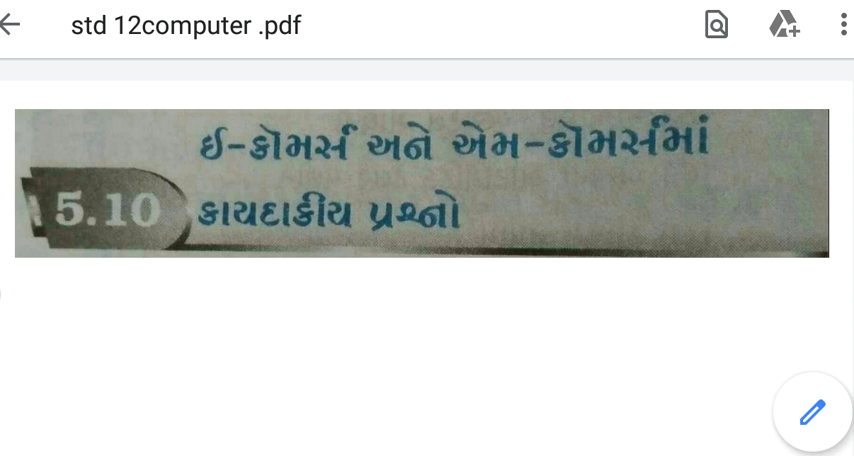 std 12computer .pdf
ઈ-કૉમર્સ અને એમ-કૉમર્સમાં
5.10 કાયદાકીય પ્રશ્નો